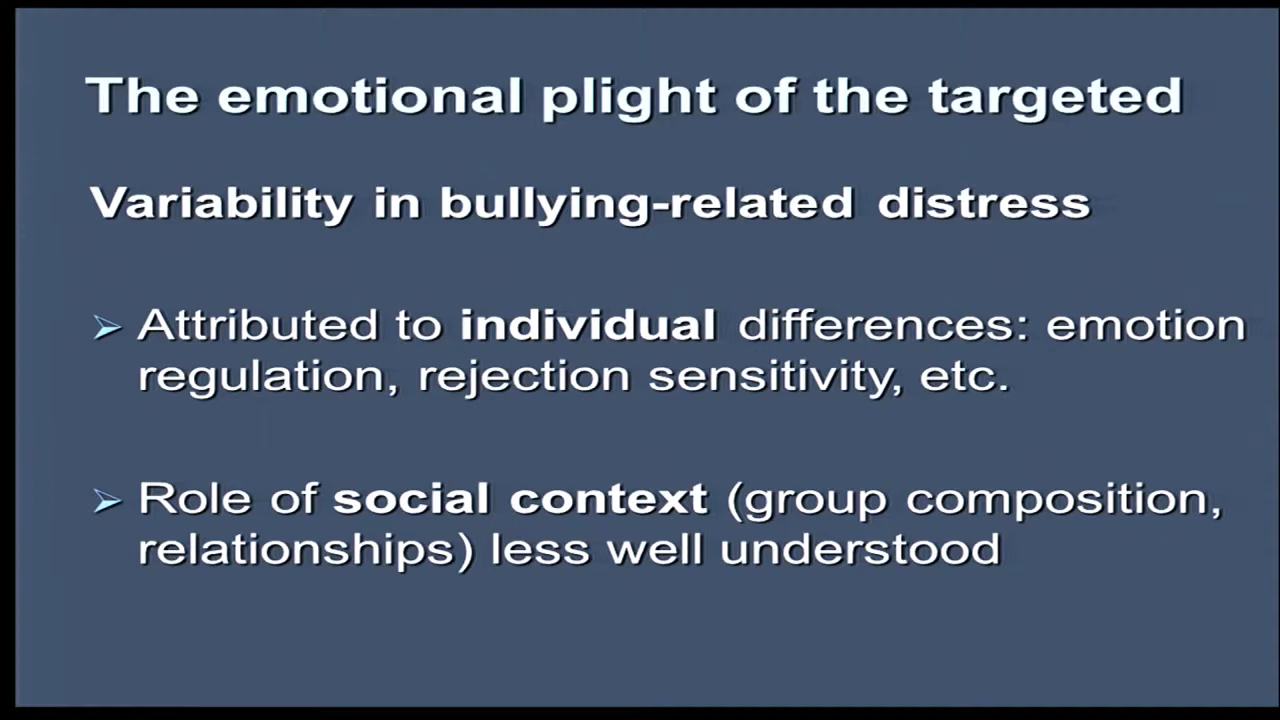 The emotional plight of the targeted
Variability in bullying-related distress
Attributed to individual differences: emotion
regulation, rejection sensitivity, etc.
Role of social context (group composition,
relationships) less well understood